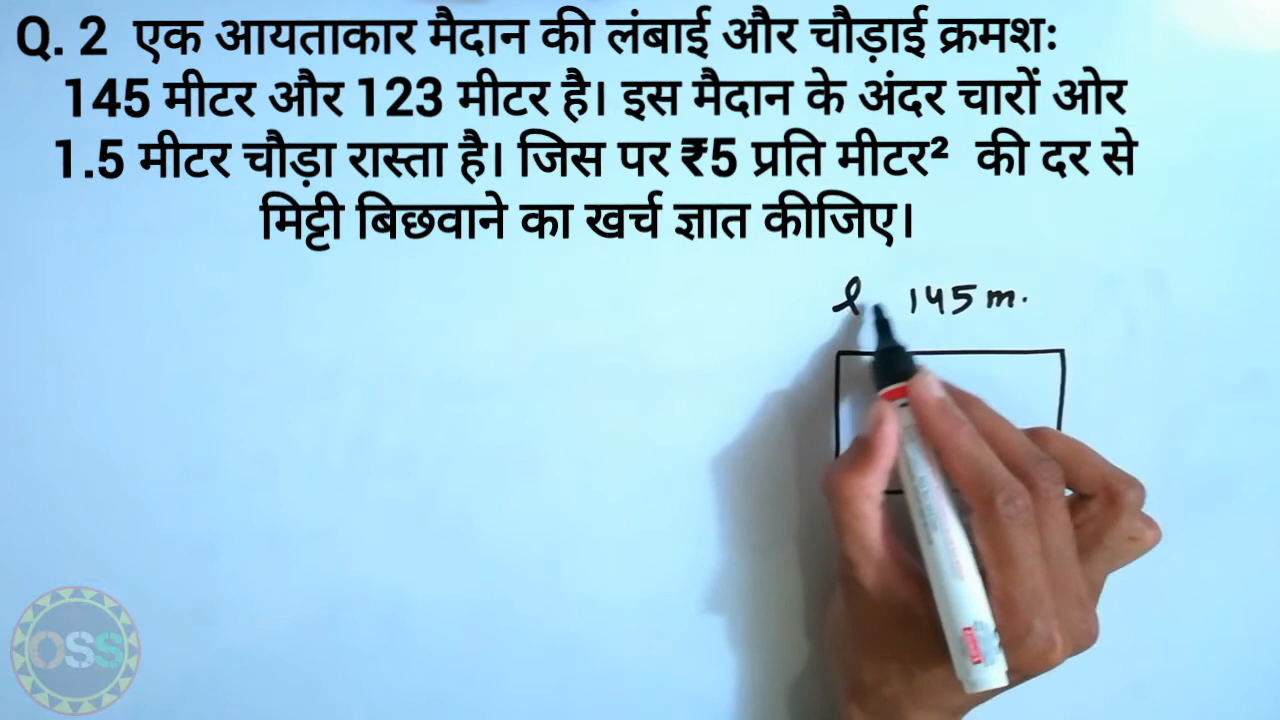 Q. 2 एक आयताकार मैदान की लंबाई और चौड़ाई क्रमशः
145 मीटर और 123 मीटर है। इस मैदान के अंदर चारों ओर
1.5 मीटर चौड़ा रास्ता है। जिस पर ₹5 प्रति मीटर² की दर से
मिट्टी बिछवाने का खर्च ज्ञात कीजिए।
l 145 m.
OSS